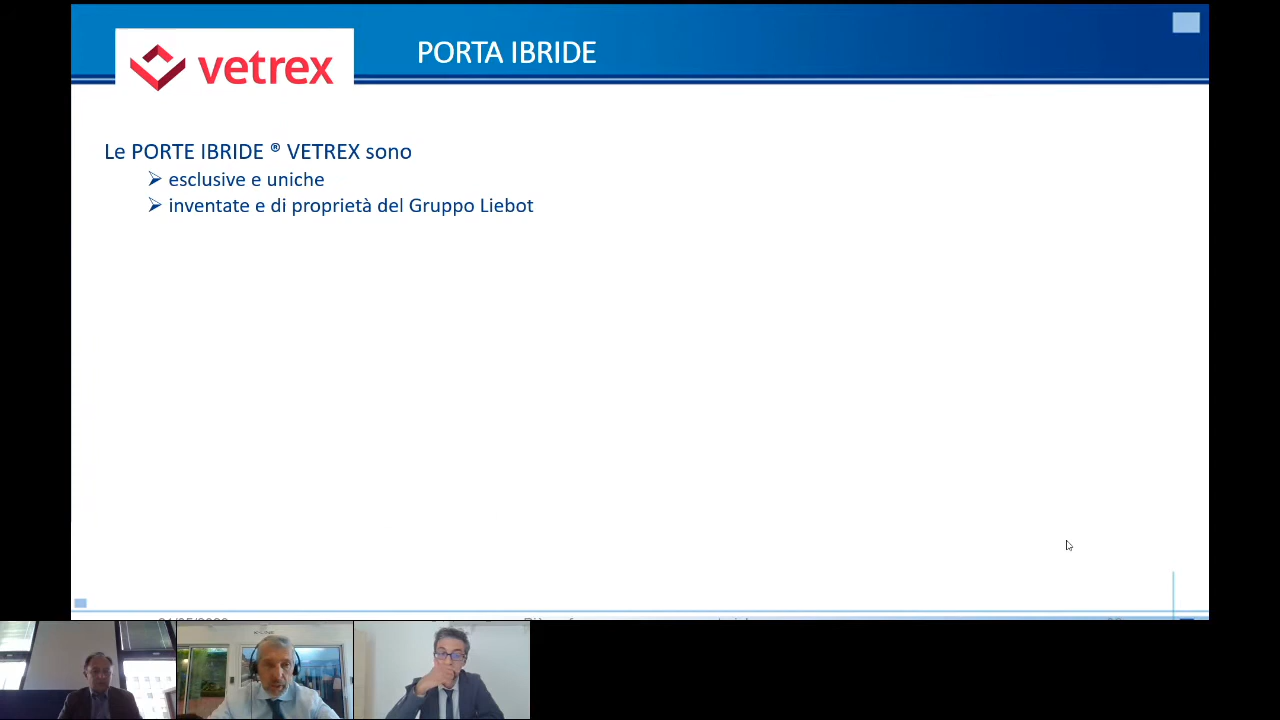 vetrex
PORTA IBRIDE
Le PORTE IBRIDE ® VETREX sono
esclusive e uniche
inventate e di proprietà del Gruppo Liebot